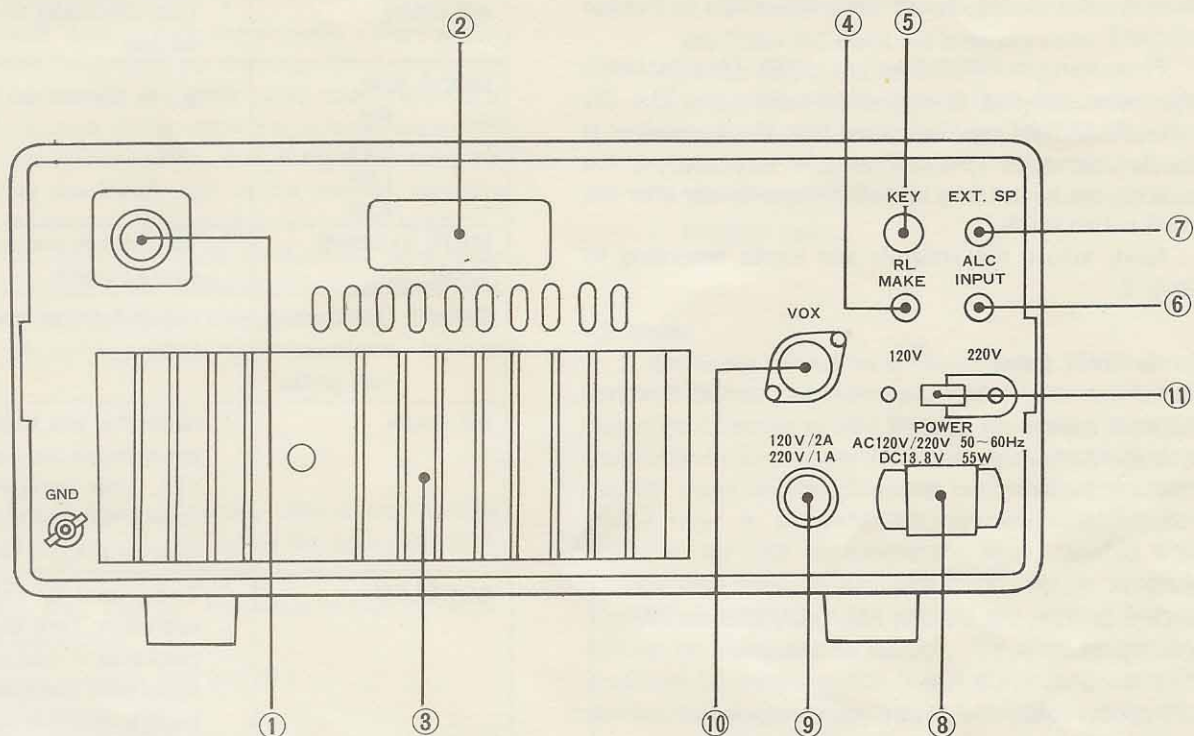 ②
④
⑤
KEY
EXT. SP
⑦
RL
MAKE
ALC
INPUT
⑥
VOX
120V
220V
⑪
POWER
120V/2A
220V/1A
AC120V/220V 50~60Hz
DC13.8V 55W
GND
①
③
⑩
⑨
⑧